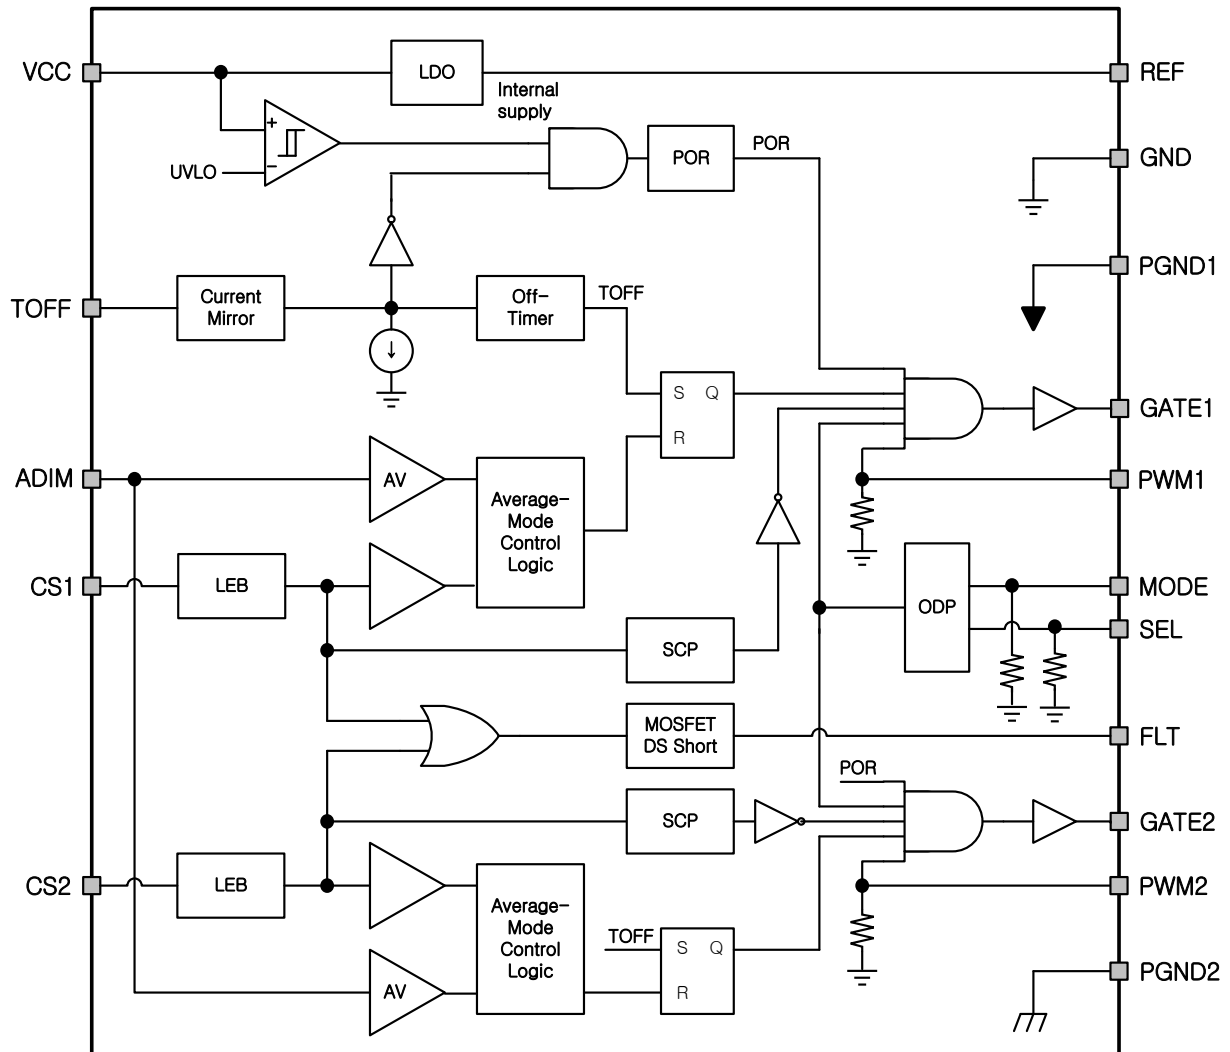 VCC
LDO
REF
Internal
supply
+
−
UVLO
POR
POR
GND
PGND1
TOFF
Current
Mirror
Off-
Timer
TOFF
S Q
R
GATE1
ADIM
AV
Average-
Mode
Control
Logic
PWM1
CS1
LEB
ODP
MODE
SEL
SCP
MOSFET
DS Short
FLT
POR
SCP
GATE2
CS2
LEB
Average-
Mode
Control
Logic
PWM2
TOFF
S Q
R
AV
PGND2